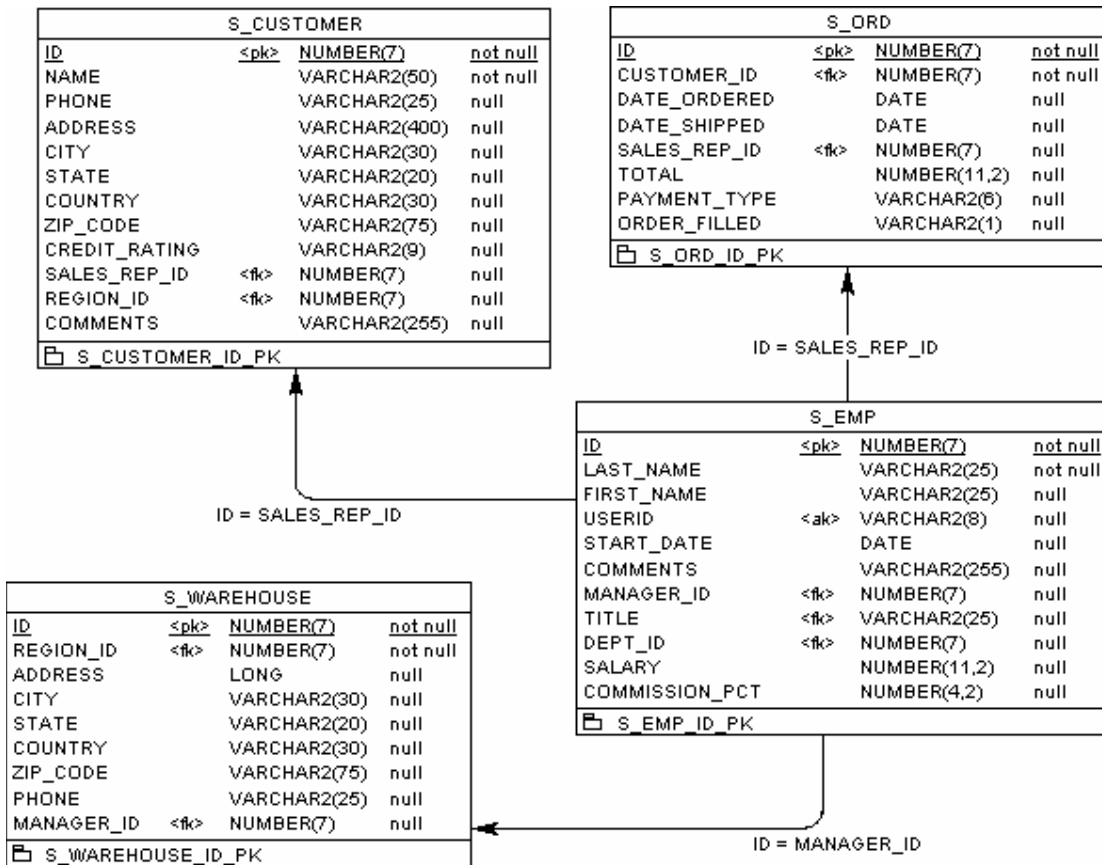 S_CUSTOMER
ID <pk> NUMBER(7) not null
NAME VARCHAR2(50) not null
PHONE VARCHAR2(25) null
ADDRESS VARCHAR2(400) null
CITY VARCHAR2(30) null
STATE VARCHAR2(20) null
COUNTRY VARCHAR2(30) null
ZIP_CODE VARCHAR2(75) null
CREDIT_RATING VARCHAR2(9) null
SALES_REP_ID <fk> NUMBER(7) null
REGION_ID <fk> NUMBER(7) null
COMMENTS VARCHAR2(255) null
S_CUSTOMER_ID_PK
S_ORD
ID <pk> NUMBER(7) not null
CUSTOMER_ID <fk> NUMBER(7) not null
DATE_ORDERED DATE null
DATE_SHIPPED DATE null
SALES_REP_ID <fk> NUMBER(7) null
TOTAL NUMBER(11,2) null
PAYMENT_TYPE VARCHAR2(6) null
ORDER_FILLED VARCHAR2(1) null
S_ORD_ID_PK
ID = SALES_REP_ID
S_EMP
ID <pk> NUMBER(7) not null
LAST_NAME VARCHAR2(25) not null
FIRST_NAME VARCHAR2(25) null
USERID <ak> VARCHAR2(8) null
START_DATE DATE null
COMMENTS VARCHAR2(255) null
MANAGER_ID <fk> NUMBER(7) null
TITLE <fk> VARCHAR2(25) null
DEPT_ID <fk> NUMBER(7) null
SALARY NUMBER(11,2) null
COMMISSION_PCT NUMBER(4,2) null
S_EMP_ID_PK
ID = SALES_REP_ID
S_WAREHOUSE
ID <pk> NUMBER(7) not null
REGION_ID <fk> NUMBER(7) not null
ADDRESS LONG null
CITY VARCHAR2(30) null
STATE VARCHAR2(20) null
COUNTRY VARCHAR2(30) null
ZIP_CODE VARCHAR2(75) null
PHONE VARCHAR2(25) null
MANAGER_ID <fk> NUMBER(7) null
S_WAREHOUSE_ID_PK
ID = MANAGER_ID